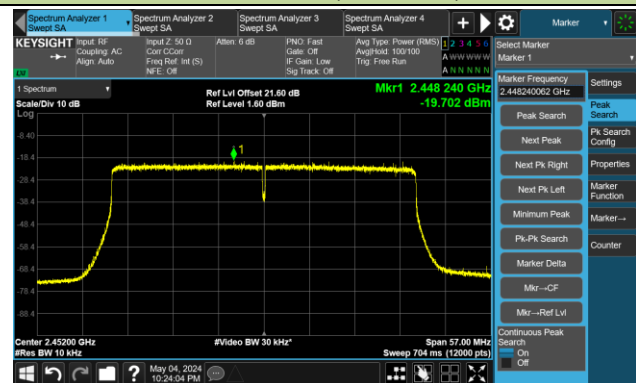 Spectrum Analyzer 1
Swept SA
Spectrum Analyzer 2
Swept SA
Spectrum Analyzer 3
Swept SA
Spectrum Analyzer 4
Swept SA
Marker
KEYSIGHT
Input: RF
Coupling: AC
Align: Auto
Input Z: 50 Ω
Corr CCorr
Freq Ref: Int (S)
NFE: Off
Atten: 6 dB
PNO: Fast
Gate: Off
IF Gain: Low
Sig Track: Off
Avg Type: Power (RMS)
Avg|Hold: 100/100
Trig: Free Run
1 2 3 4 5 6
A W W W W W
A N N N N N
Select Marker
Marker 1
LXI
1 Spectrum
Scale/Div 10 dB
Log
Ref Lvl Offset 21.60 dB
Ref Level 1.60 dBm
Mkr1 2.448 240 GHz
-19.702 dBm
Marker Frequency
2.448240062 GHz
Peak Search
Next Peak
Next Pk Right
Next Pk Left
Minimum Peak
Pk-Pk Search
Marker Delta
Mkr→CF
Mkr→Ref Lvl
Continuous Peak
Search
On
Off
Settings
Peak
Search
Pk Search
Config
Properties
Marker
Function
Marker→
Counter
-8.40
-18.4
-28.4
-38.4
-48.4
-58.4
-68.4
-78.4
-88.4
1
Center 2.45200 GHz
#Res BW 10 kHz
#Video BW 30 kHz*
Span 57.00 MHz
Sweep 704 ms (12000 pts)
?
May 04, 2024
10:24:04 PM